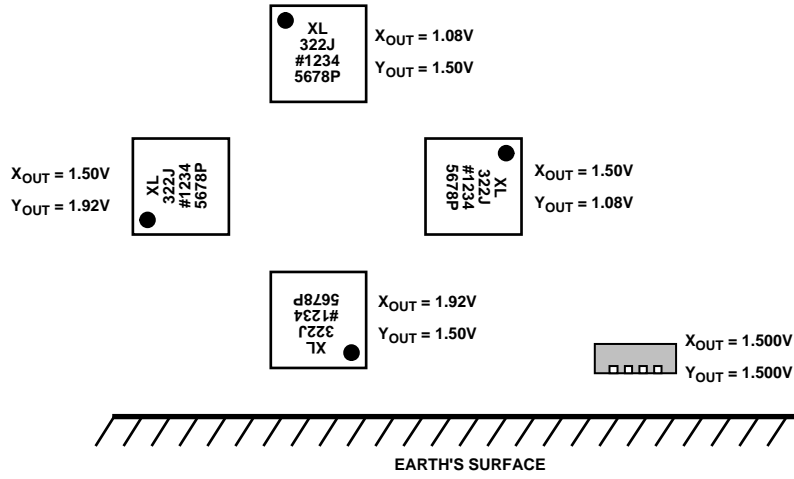 XL
322J
#1234
5678P
XOUT = 1.08V
YOUT = 1.50V
XOUT = 1.50V
YOUT = 1.92V
XL
322J
#1234
5678P
XL
322J
#1234
5678P
XOUT = 1.50V
YOUT = 1.08V
XL
322J
#1234
5678P
XOUT = 1.92V
YOUT = 1.50V
XOUT = 1.500V
YOUT = 1.500V
EARTH'S SURFACE